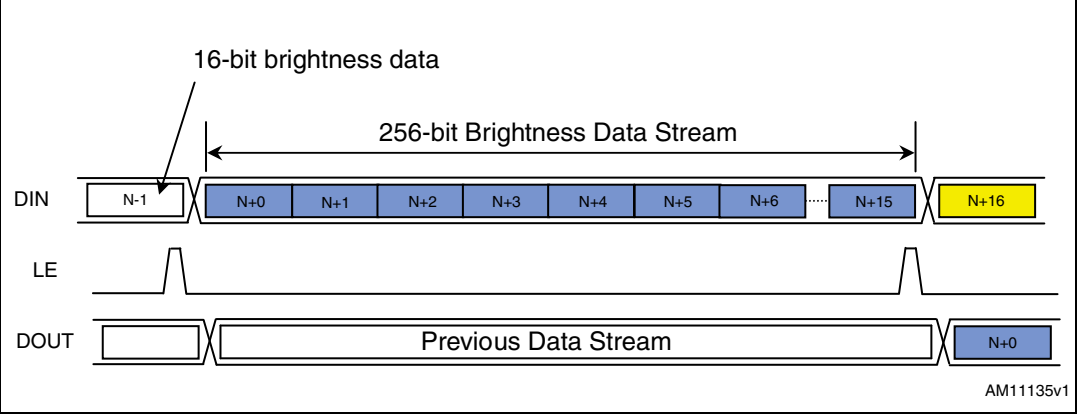 16-bit brightness data
256-bit Brightness Data Stream
DIN N-1 N+0 N+1 N+2 N+3 N+4 N+5 N+6 N+15 N+16
LE
DOUT Previous Data Stream N+0
AM11135v1